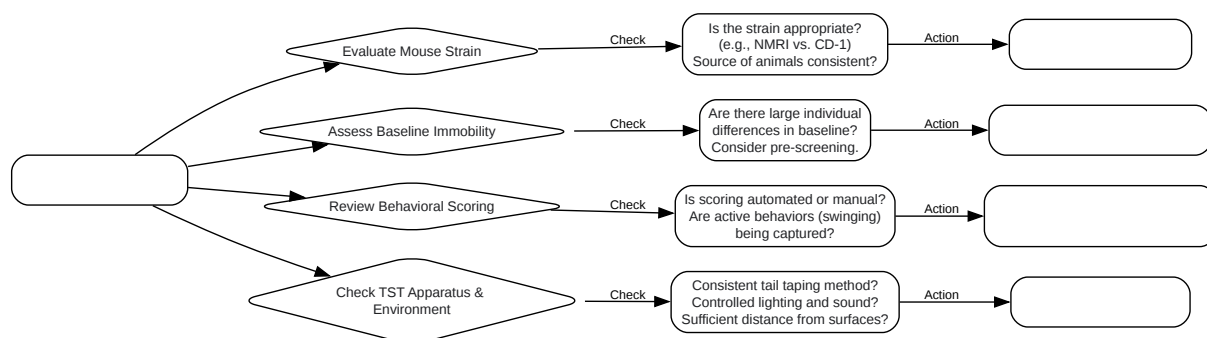 Evaluate Mouse Strain
Check
Is the strain appropriate?
(e.g., NMRI vs. CD-1)
Source of animals consistent?
Action
Assess Baseline Immobility
Check
Are there large individual
differences in baseline?
Consider pre-screening.
Action
Review Behavioral Scoring
Check
Is scoring automated or manual?
Are active behaviors (swinging)
being captured?
Action
Check TST Apparatus &
Environment
Check
Consistent tail taping method?
Controlled lighting and sound?
Sufficient distance from surfaces?
Action